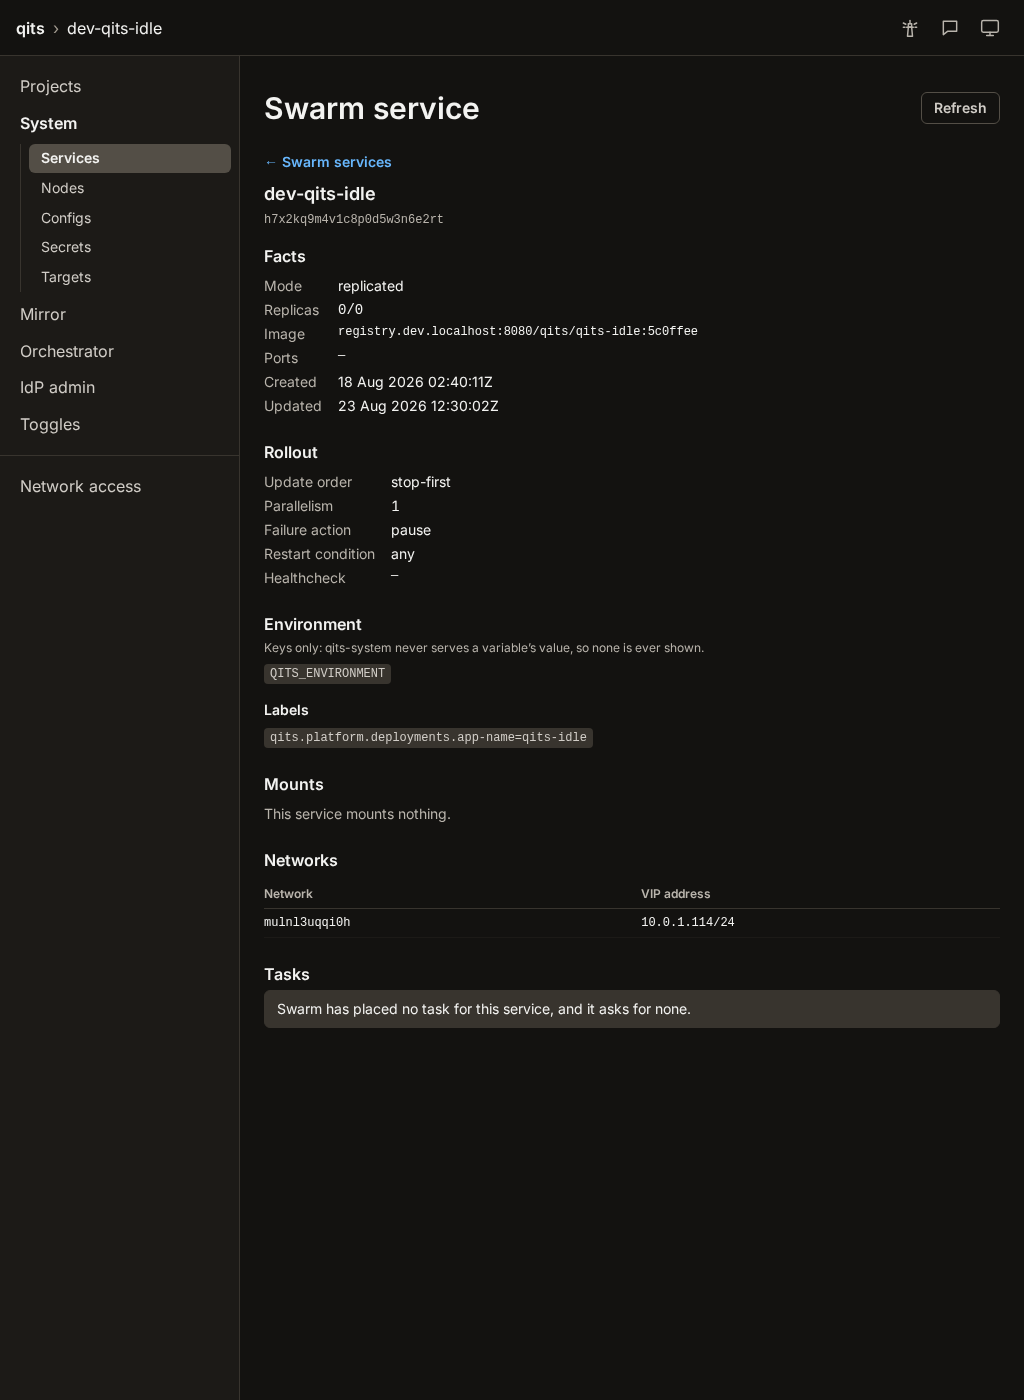 qits › dev-qits-idle
Projects
System
Services
Nodes
Configs
Secrets
Targets
Mirror
Orchestrator
IdP admin
Toggles
Network access
Swarm service
Refresh
← Swarm services
dev-qits-idle
h7x2kq9m4v1c8p0d5w3n6e2rt
Facts
Mode replicated
Replicas 0/0
Image registry.dev.localhost:8080/qits/qits-idle:5c0ffee
Ports –
Created 18 Aug 2026 02:40:11Z
Updated 23 Aug 2026 12:30:02Z
Rollout
Update order stop-first
Parallelism 1
Failure action pause
Restart condition any
Healthcheck –
Environment
Keys only: qits-system never serves a variable’s value, so none is ever shown.
QITS_ENVIRONMENT
Labels
qits.platform.deployments.app-name=qits-idle
Mounts
This service mounts nothing.
Networks
Network VIP address
mulnl3uqqi0h 10.0.1.114/24
Tasks
Swarm has placed no task for this service, and it asks for none.